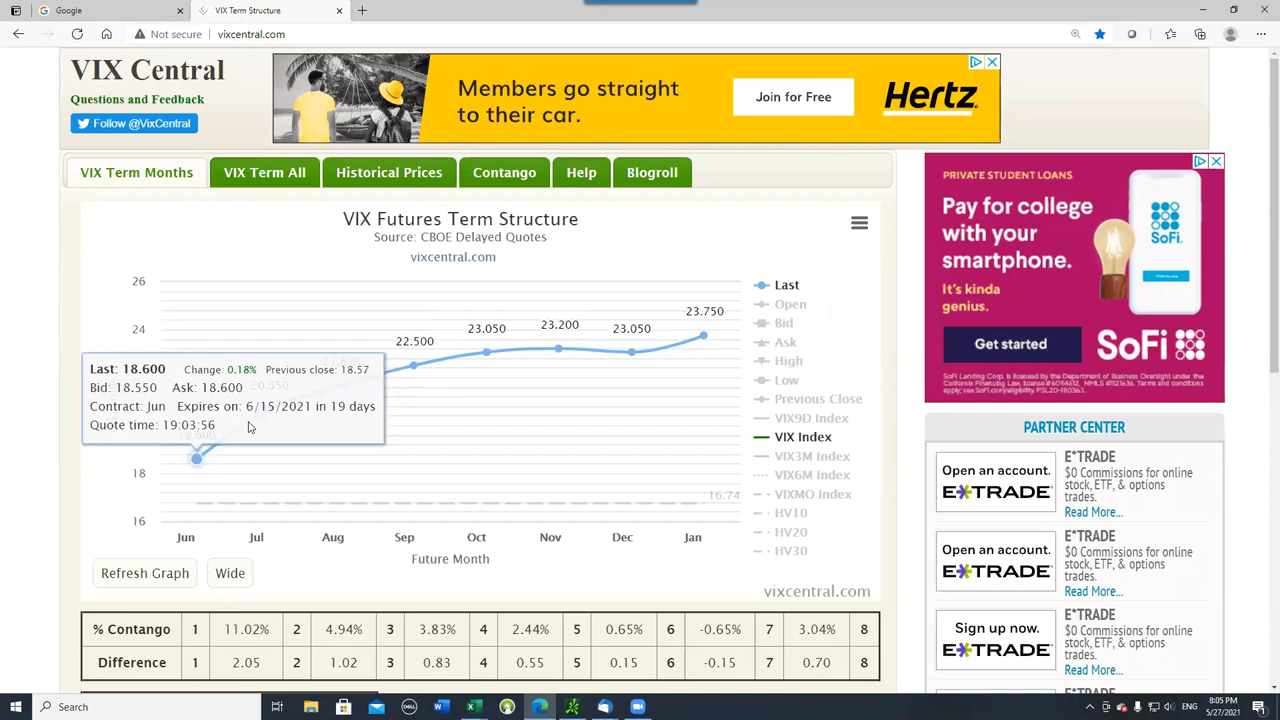 Google
VIX Term Structure
Not secure
vixcentral.com
VIX Central
Questions and Feedback
Follow @VixCentral
Members go straight
to their car.
Join for Free
Hertz.
VIX Term Months
VIX Term All
Historical Prices
Contango
Help
Blogroll
VIX Futures Term Structure
Source: CBOE Delayed Quotes
vixcentral.com
26
24
18
16
22.500
23.050
23.200
23.050
23.750
16.74
Last: 18.600 Change: 0.18% Previous close: 18.57
Bid: 18.550 Ask: 18.600
Contract: Jun Expires on: 6/15/2021 in 19 days
Quote time: 19:03:56
Jun Jul Aug Sep Oct Nov Dec Jan
Future Month
Last
Open
Bid
Ask
High
Low
Previous Close
VIX9D Index
VIX Index
VIX3M Index
VIX6M Index
VIXMO Index
HV10
HV20
HV30
Refresh Graph
Wide
vixcentral.com
% Contango 1 11.02% 2 4.94% 3 3.83% 4 2.44% 5 0.65% 6 -0.65% 7 3.04% 8
Difference 1 2.05 2 1.02 3 0.83 4 0.55 5 0.15 6 -0.15 7 0.70 8
PRIVATE STUDENT LOANS
Pay for college
with your
smartphone.
It's kinda
genius.
Get started
SoFi
SoFi
PARTNER CENTER
Open an account.
E*TRADE
E*TRADE
$0 Commissions for online
stock, ETF, & options
trades.
Read More...
Open an account.
E*TRADE
E*TRADE
$0 Commissions for online
stock, ETF, & options
trades.
Read More...
Sign up now.
E*TRADE
E*TRADE
$0 Commissions for online
stock, ETF, & options
trades.
Read More...
Search
8:05 PM
5/27/2021